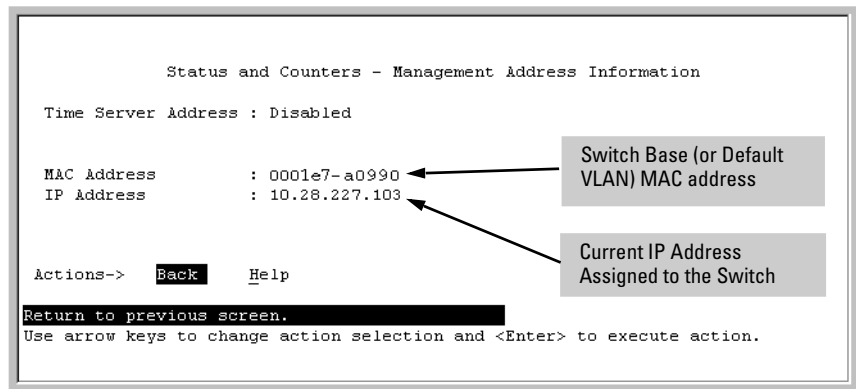 Status and Counters - Management Address Information
Time Server Address : Disabled
MAC Address : 0001e7-a0990
IP Address : 10.28.227.103
Switch Base (or Default
VLAN) MAC address
Current IP Address
Assigned to the Switch
Actions-> Back Help
Return to previous screen.
Use arrow keys to change action selection and <Enter> to execute action.